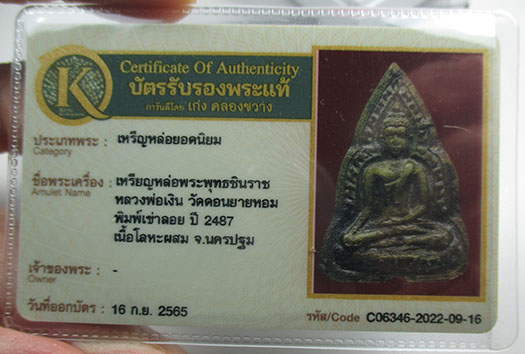 K
Certificate Of Authenticity
บัตรรับรองพระแท้
การันตีโดย เก่ง คลองขวาง
ประเภทพระ : เหรียญหล่อยอดนิยม
Category
ชื่อพระเครื่อง : เหรียญหล่อพระพุทธชินราช
Amulet Name
หลวงพ่อเงิน วัดดอนยายหอม
พิมพ์เข่าลอย ปี 2487
เนื้อโลหะผสม จ.นครปฐม
เจ้าของพระ : -
Owner
วันที่ออกบัตร : 16 ก.ย. 2565
รหัส/Code C06346-2022-09-16